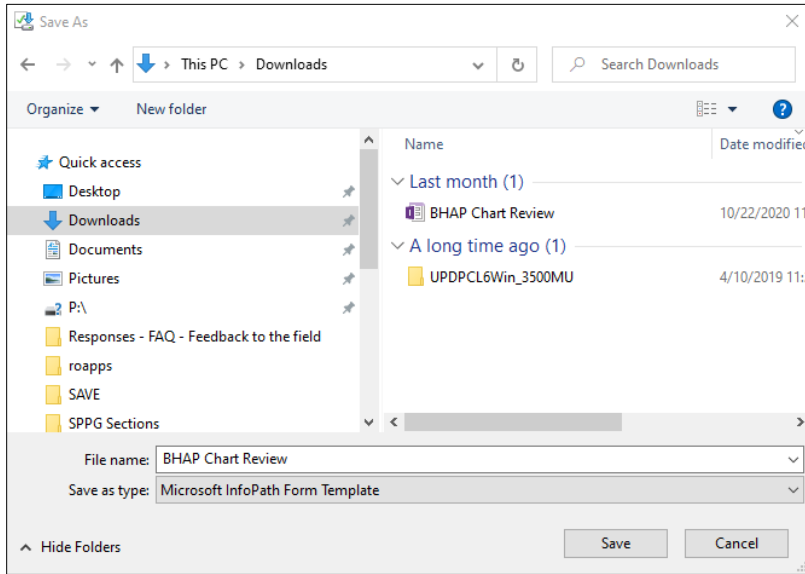 Save As
This PC > Downloads
Search Downloads
Organize
New folder
?
Name
Date modified
Quick access
Desktop
Downloads
Documents
Pictures
P:\
Responses - FAQ - Feedback to the field
roapps
SAVE
SPPG Sections
Last month (1)
BHAP Chart Review
10/22/2020 11
A long time ago (1)
UPDPCL6Win_3500MU
4/10/2019 11:
File name: BHAP Chart Review
Save as type: Microsoft InfoPath Form Template
Hide Folders
Save
Cancel